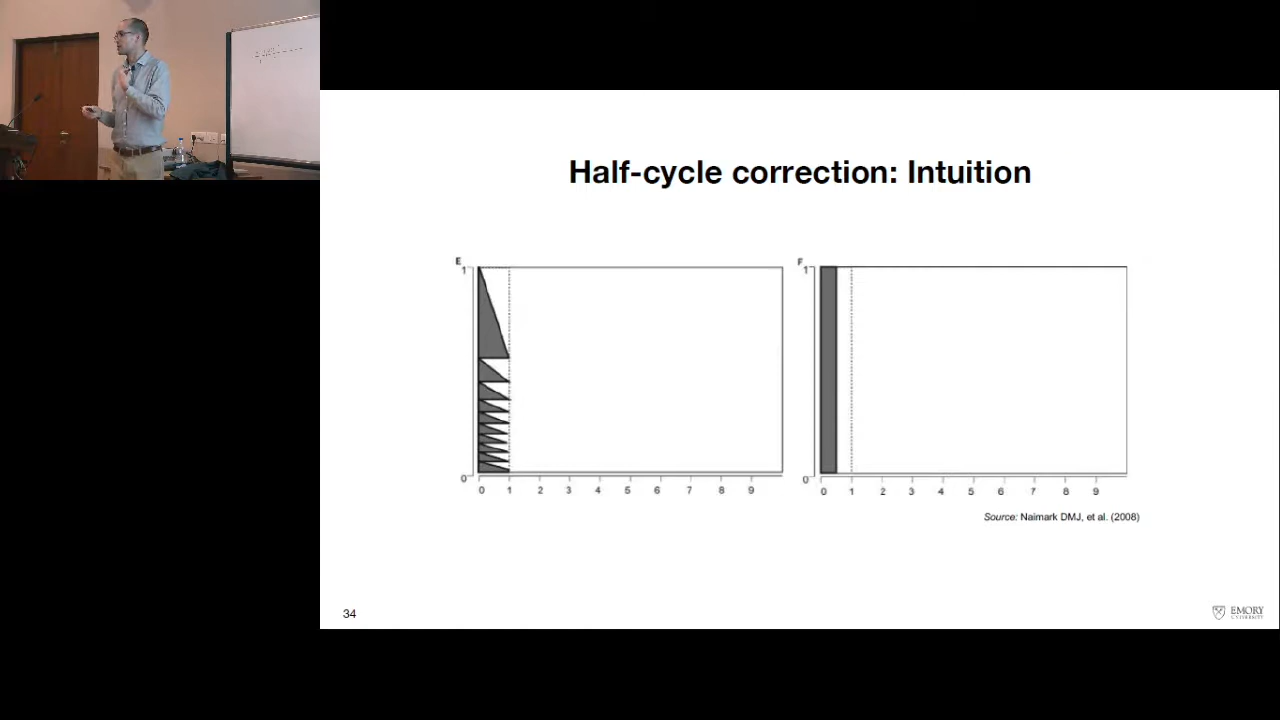 Half-cycle correction: Intuition
E
1
0
0 1 2 3 4 5 6 7 8 9
F
1
0
0 1 2 3 4 5 6 7 8 9
Source: Naimark DMJ, et al. (2008)
34
EMORY
UNIVERSITY